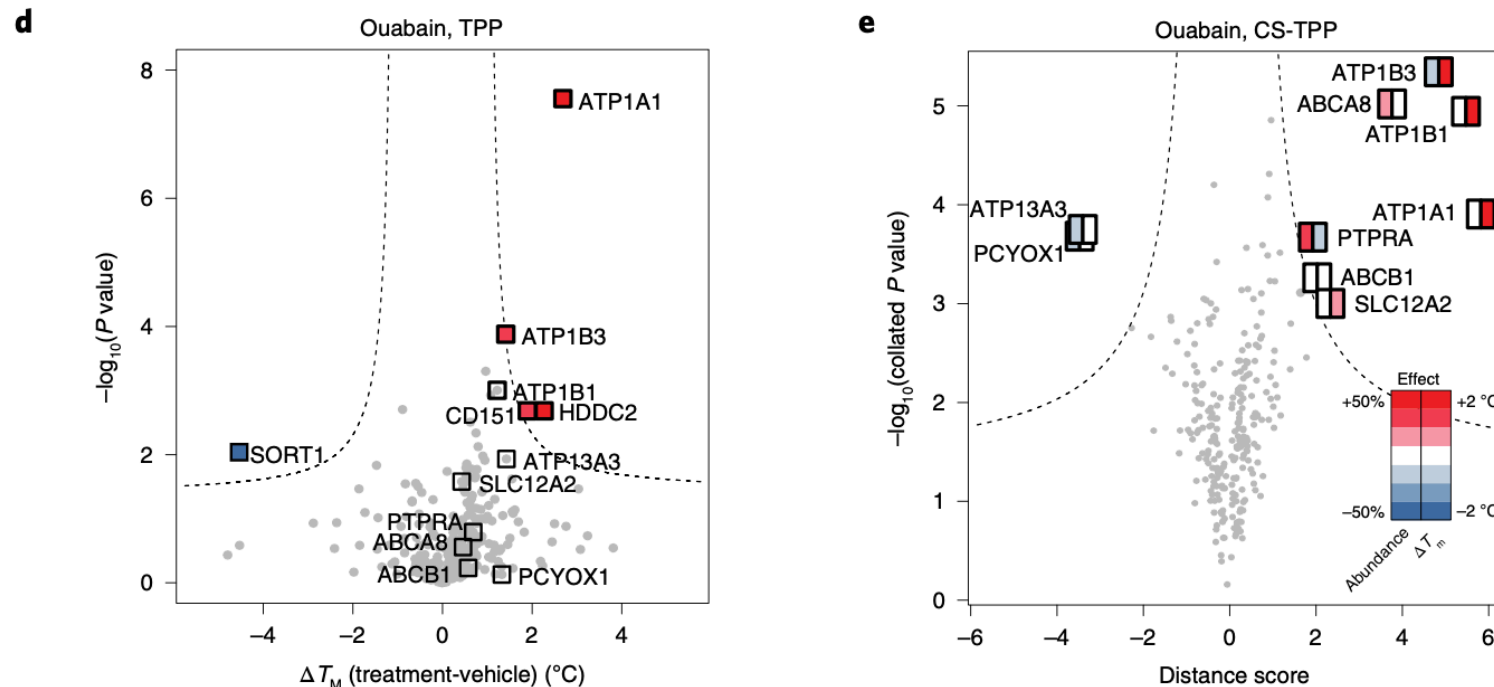 d
Ouabain, TPP
8
6
4
2
0
−log10(P value)
ATP1A1
ATP1B3
ATP1B1
CD151
HDDC2
SORT1
ATP13A3
SLC12A2
PTPRA
ABCA8
ABCB1
PCYOX1
−4
−2
0
2
4
ΔTM (treatment-vehicle) (°C)
e
Ouabain, CS-TPP
5
4
3
2
1
0
−log10(collated P value)
ATP1B3
ABCA8
ATP1B1
ATP13A3
ATP1A1
PCYOX1
PTPRA
ABCB1
SLC12A2
Effect
+50%
+2 °C
−50%
−2 °C
Abundance
ΔTm
−6
−4
−2
0
2
4
6
Distance score